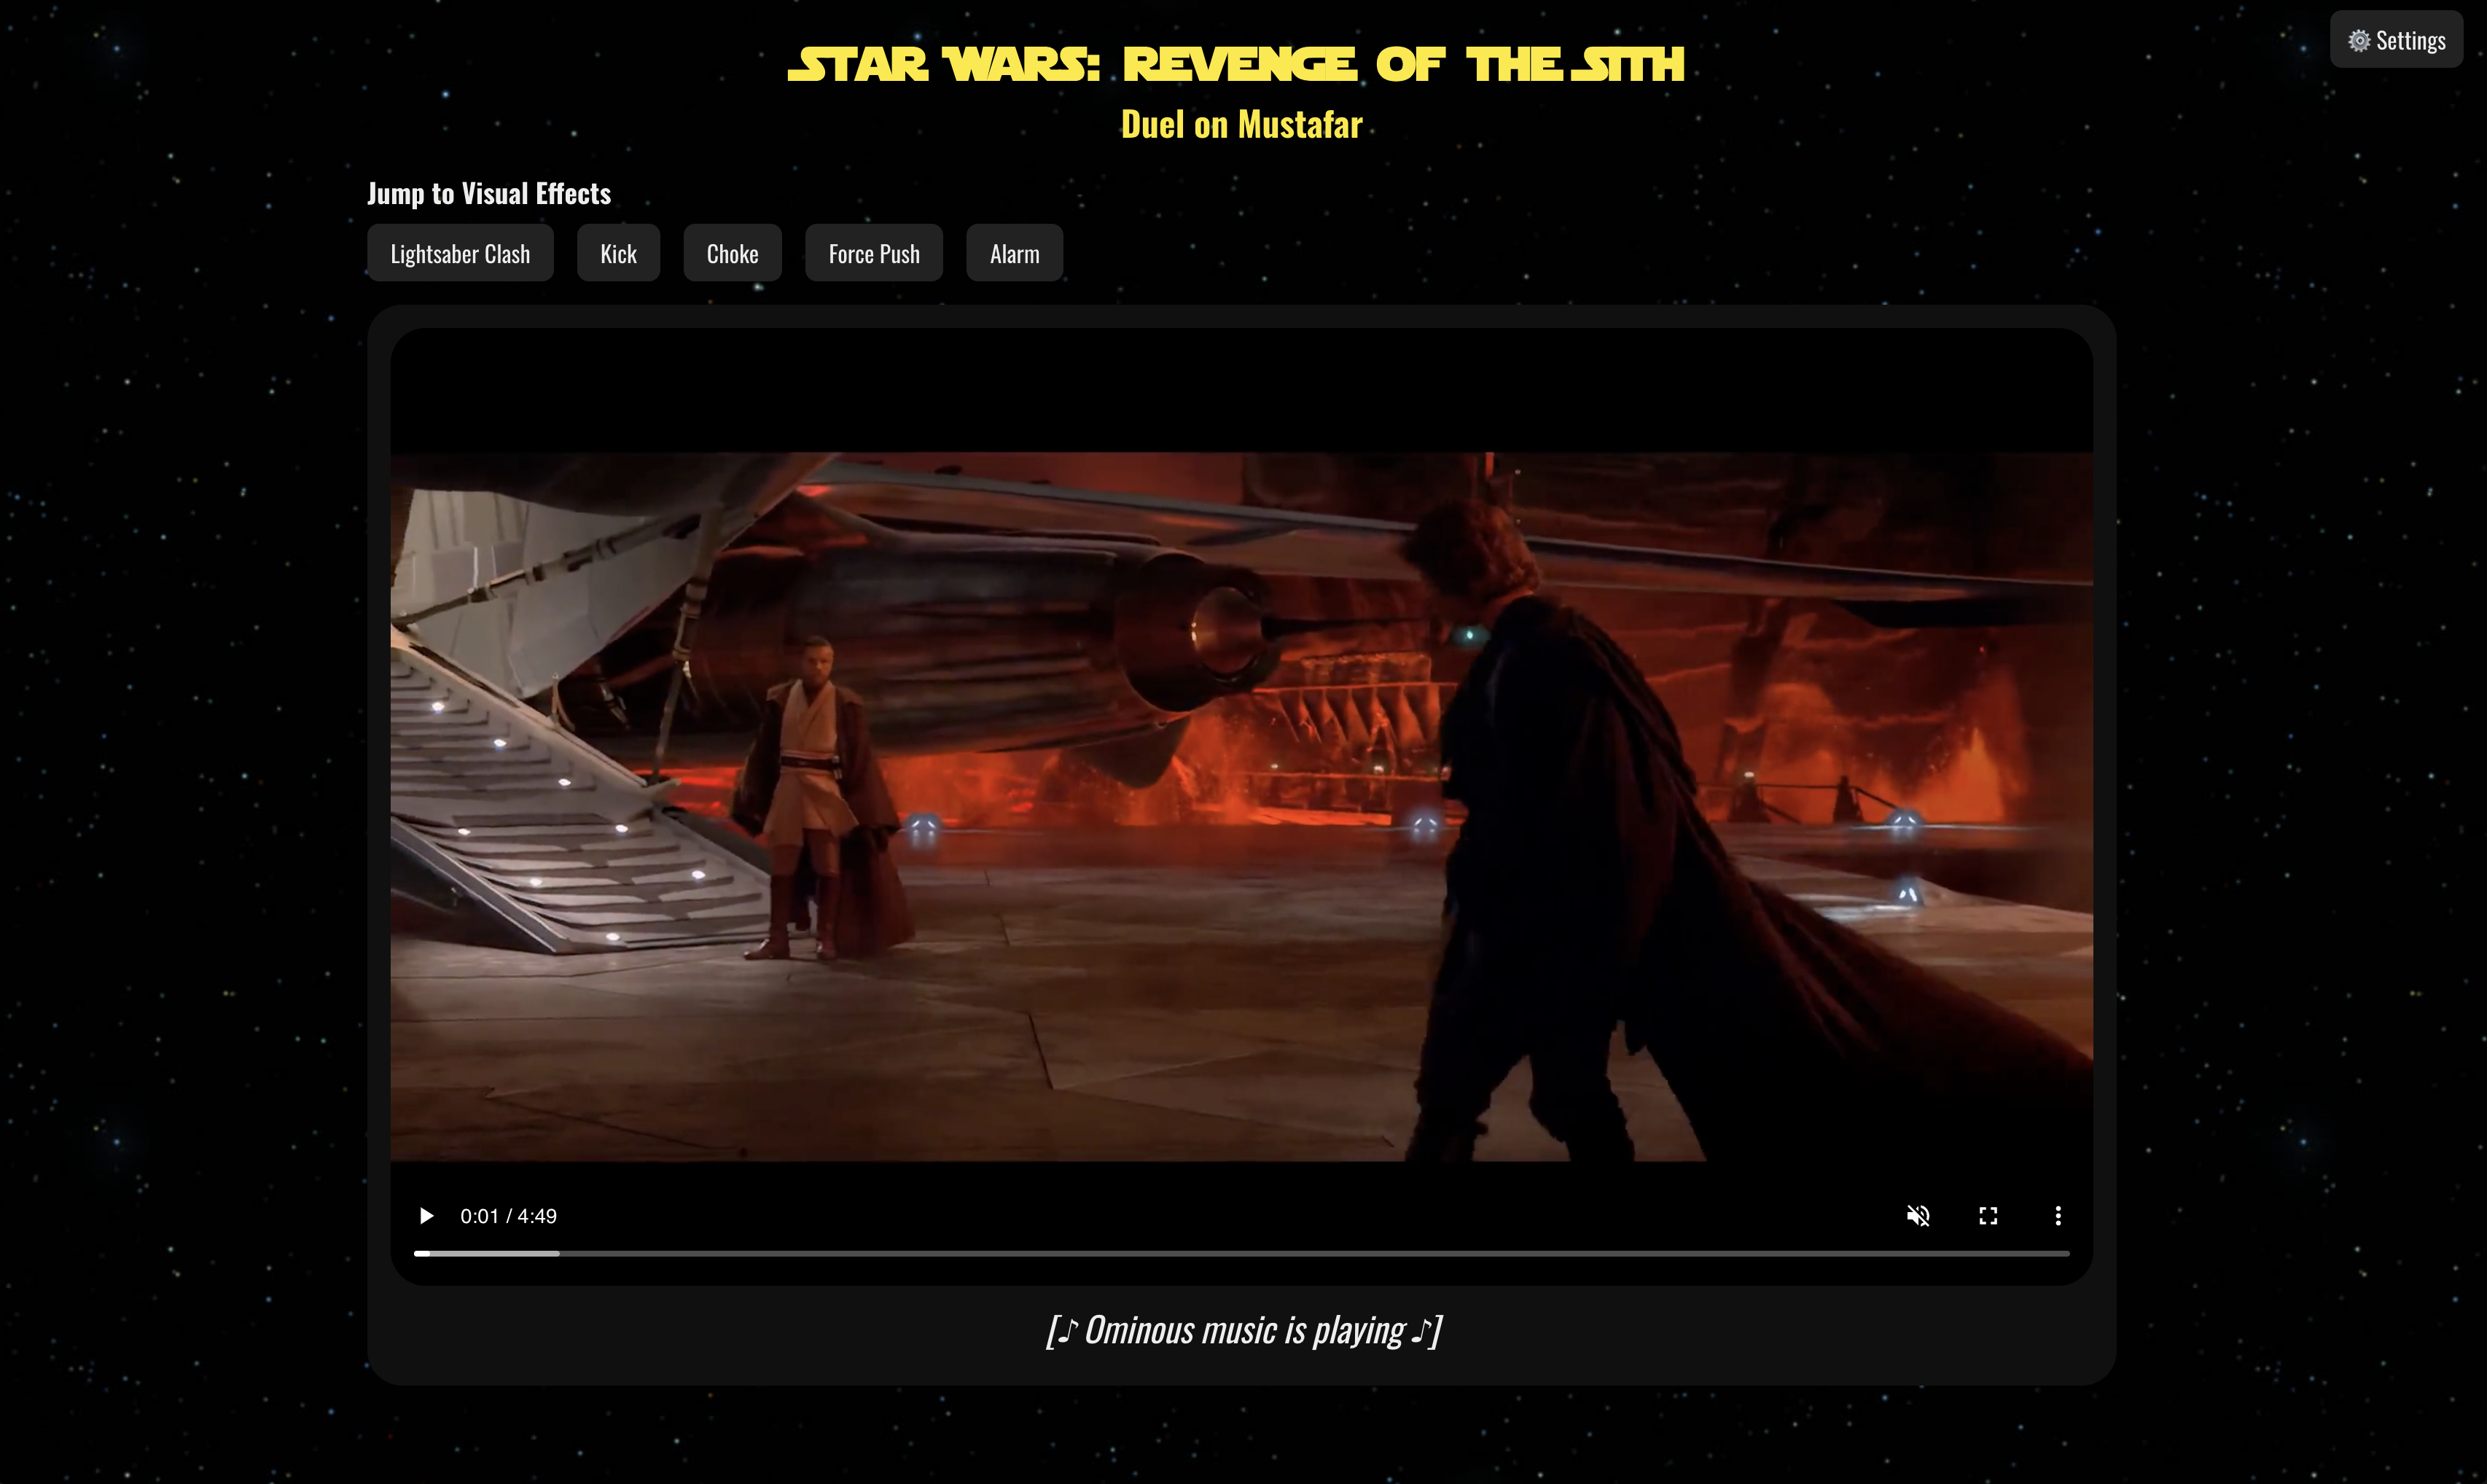 ⚙️ Settings
STAR WARS: REVENGE OF THE SITH
Duel on Mustafar
Jump to Visual Effects
Lightsaber Clash
Kick
Choke
Force Push
Alarm
0:01 / 4:49
[♪ Ominous music is playing ♪]